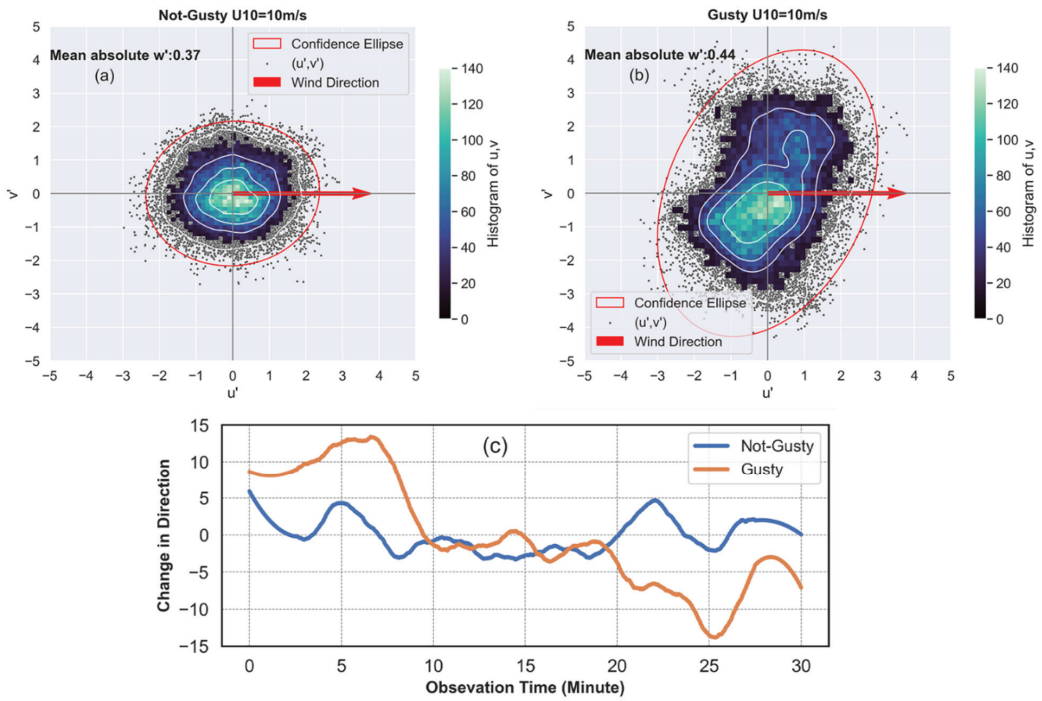 Not-Gusty U10=10m/s
Mean absolute w':0.37
(a)
Confidence Ellipse
(u',v')
Wind Direction
5
4
3
2
1
0
−1
−2
−3
−4
−5
v'
−5 −4 −3 −2 −1 0 1 2 3 4 5
u'
140
120
100
80
60
40
20
0
Histogram of u,v
Gusty U10=10m/s
Mean absolute w':0.44
(b)
5
4
3
2
1
0
−1
−2
−3
−4
−5
v'
Confidence Ellipse
(u',v')
Wind Direction
−5 −4 −3 −2 −1 0 1 2 3 4 5
u'
140
120
100
80
60
40
20
0
Histogram of u,v
(c)
Not-Gusty
Gusty
15
10
5
0
−5
−10
−15
Change in Direction
0 5 10 15 20 25 30
Obsevation Time (Minute)